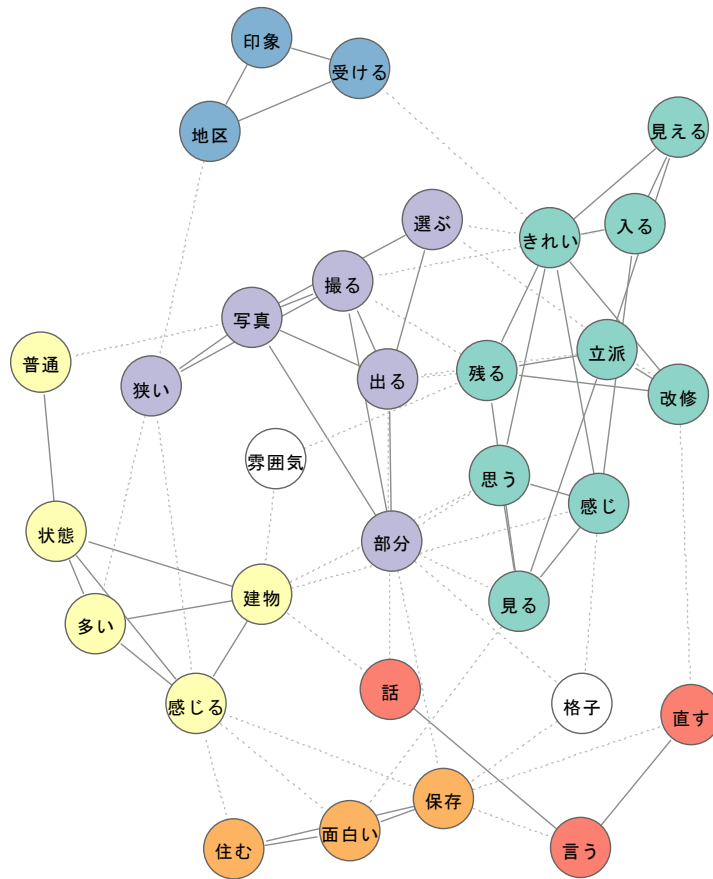 印象
受ける
見える
地区
選ぶ
入る
きれい
撮る
写真
立派
普通
残る
出る
狭い
改修
雰囲気
思う
感じ
状態
部分
建物
見る
多い
話
格子
感じる
直す
保存
面白い
住む
言う